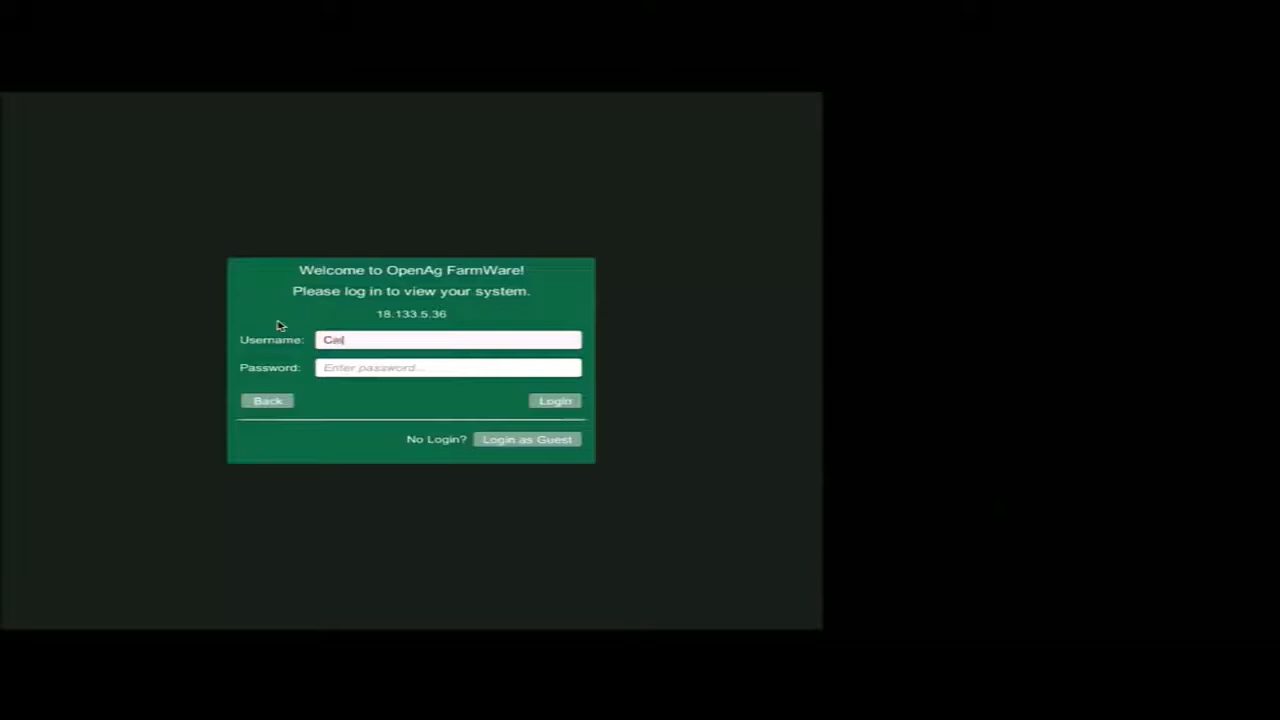 Welcome to OpenAg FarmWare!
Please log in to view your system.
18.133.5.36
Username:
Password: Enter password...
Back Login
No Login? Login as Guest